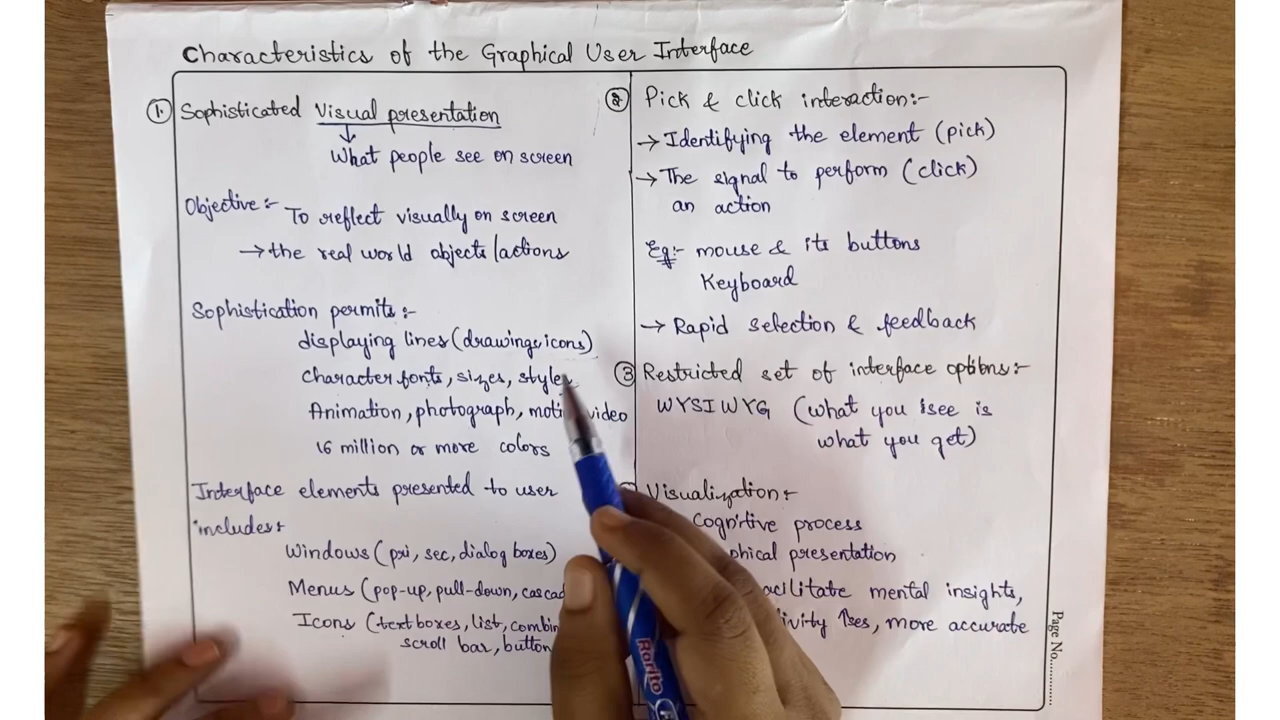 Characteristics of the Graphical User Interface
1. Sophisticated Visual presentation
What people see on screen
Objective:- To reflect visually on screen
→ the real world objects/actions
Sophistication permits:-
displaying lines (drawings, icons)
Character fonts, sizes, styles
Animation, photograph, video
16 million or more colors
Interface elements presented to user
includes:
Windows (pri, sec, dialog boxes)
Menus (pop-up, pull-down,
Icons (text boxes, list,
scroll bar, button
2 Pick & click interaction:-
→ Identifying the element (pick)
→ The signal to perform (click)
an action
Eg:- mouse & its buttons
Keyboard
→ Rapid selection & feedback
3 Restricted set of interface options:-
WYSIWYG (what you see is
what you get)
Visualization:-
Cognitive process
presentation
mental insights,
↑ses, more accurate
Page No............
Rorito